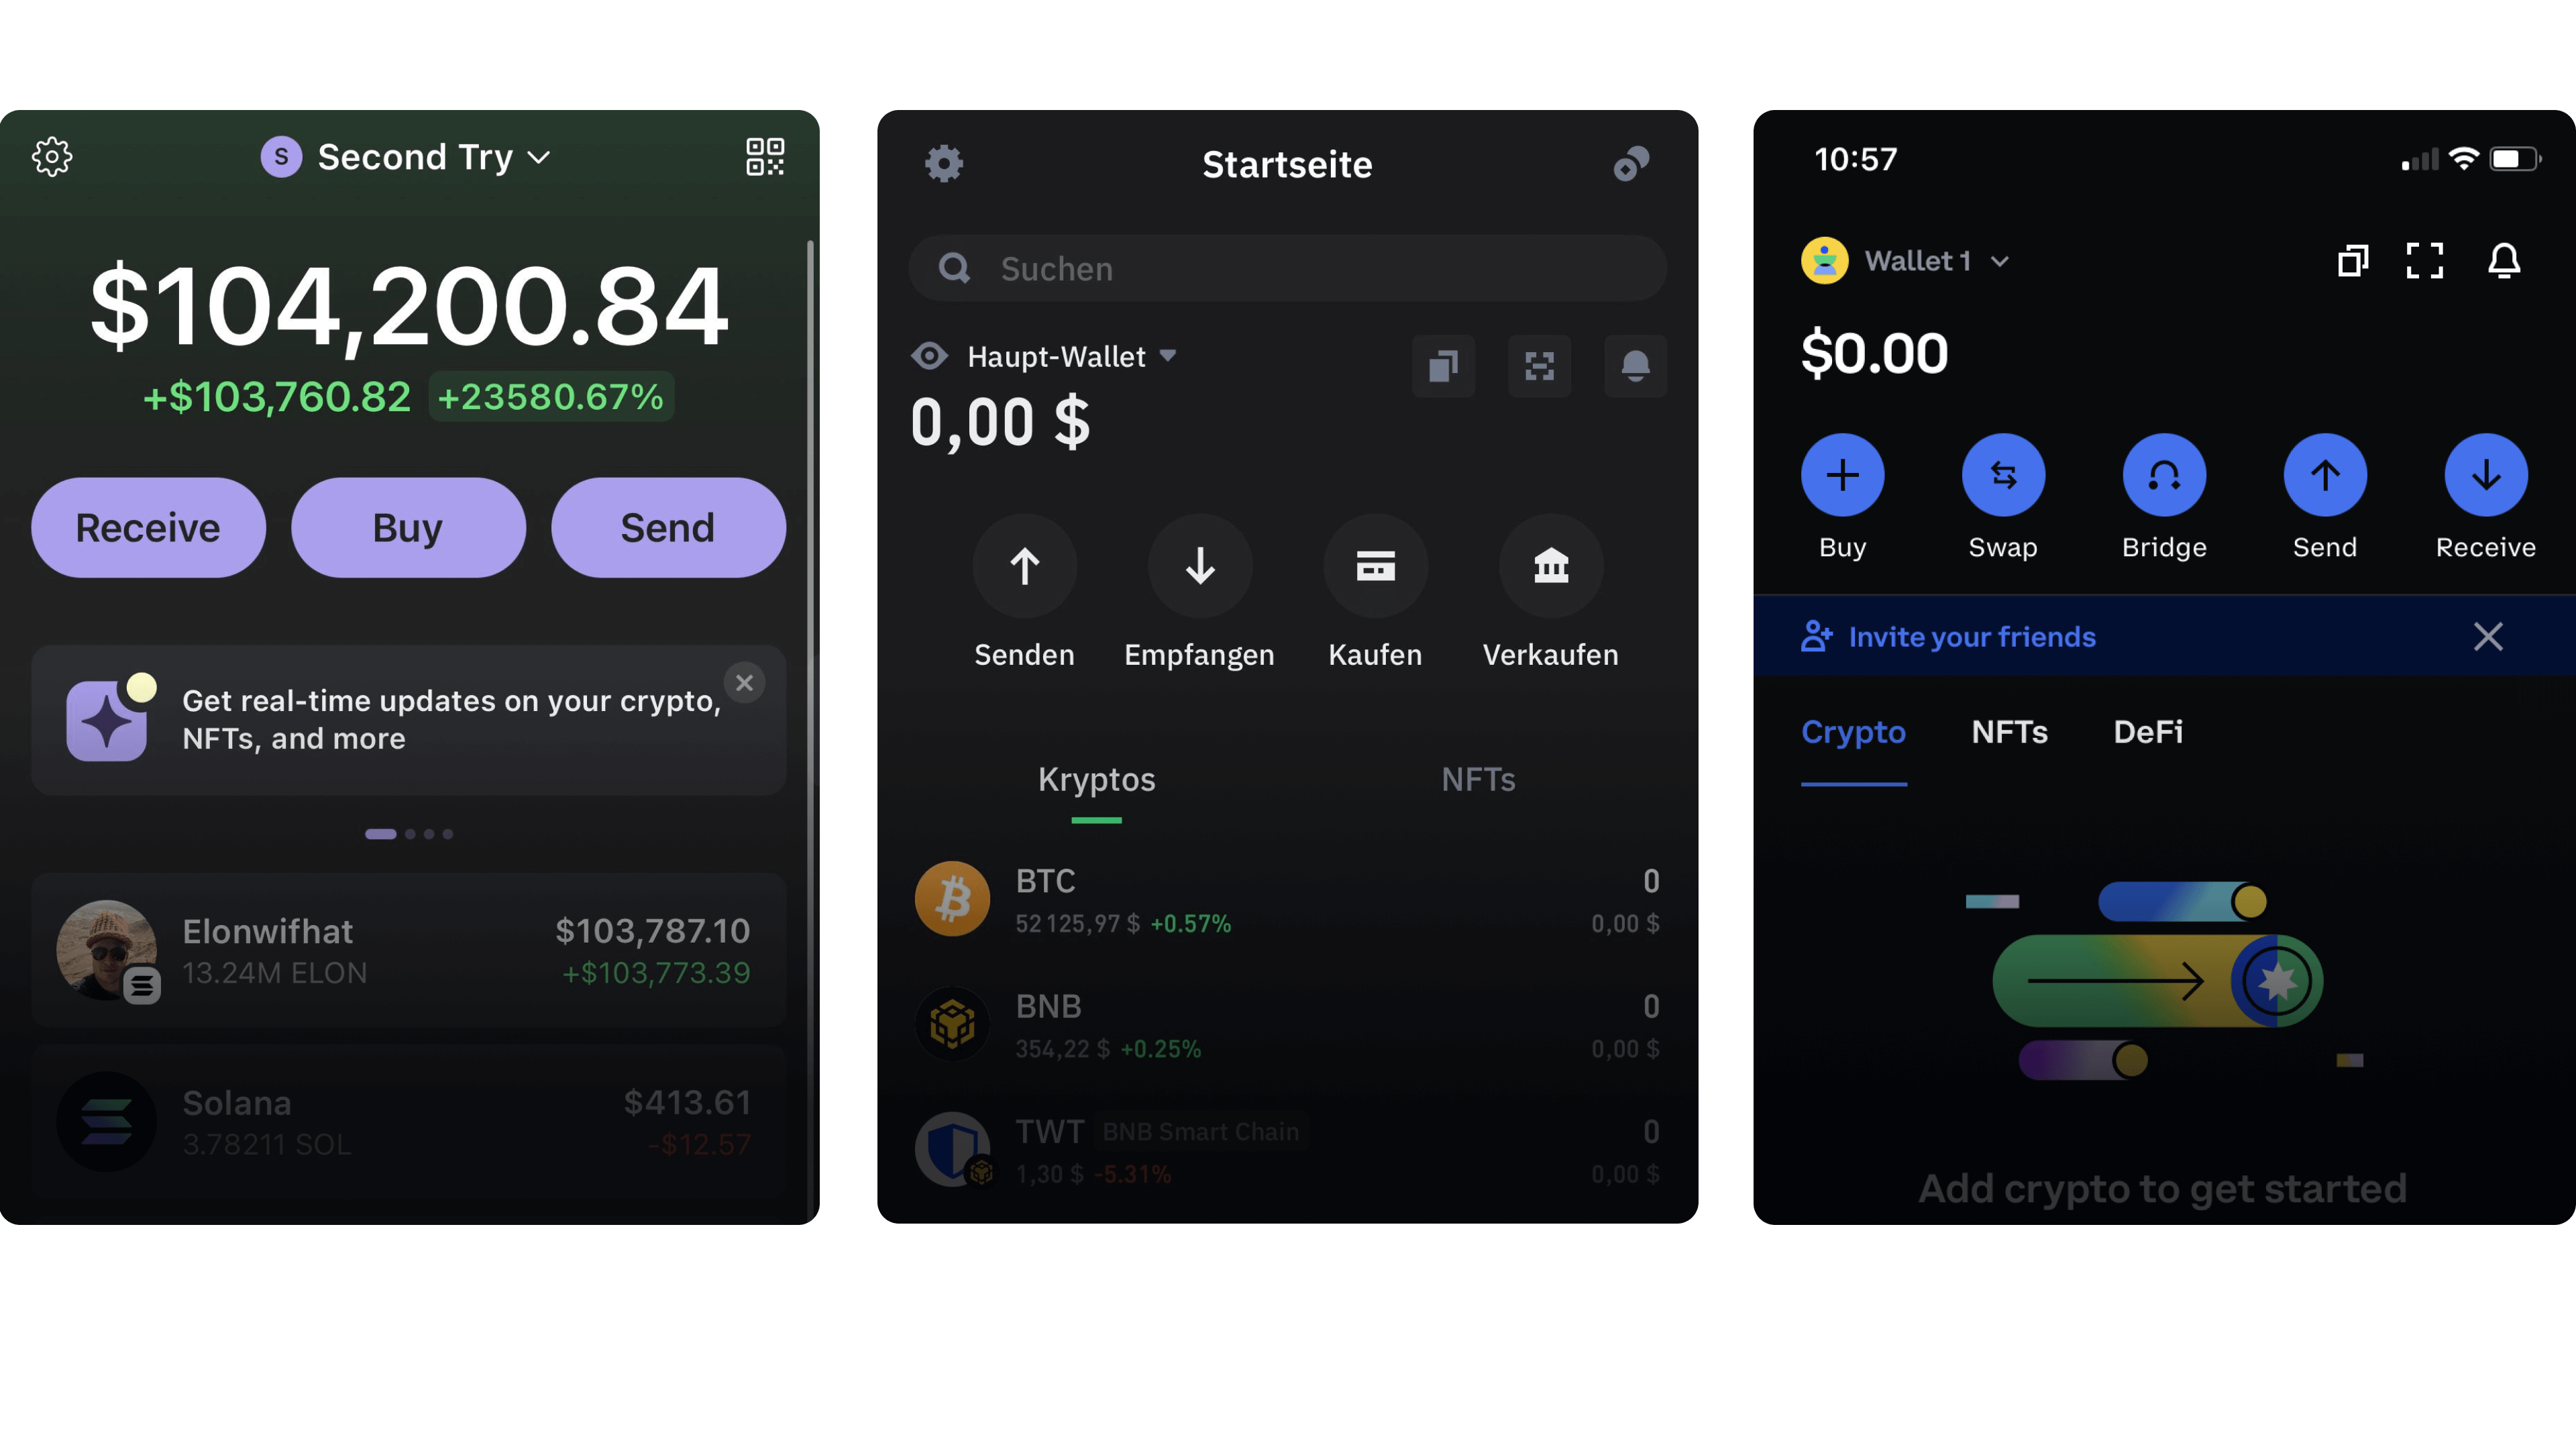 S Second Try
$104,200.84
+$103,760.82 +23580.67%
Receive Buy Send
Get real-time updates on your crypto,
NFTs, and more
Elonwifhat $103,787.10
13.24M ELON +$103,773.39
Solana $413.61
3.78211 SOL -$12.57
Startseite
Suchen
Haupt-Wallet
0,00 $
Senden Empfangen Kaufen Verkaufen
Kryptos NFTs
BTC 0
52 125,97 $ +0.57% 0,00 $
BNB 0
354,22 $ +0.25% 0,00 $
TWT BNB Smart Chain 0
1,30 $ -5.31% 0,00 $
10:57
Wallet 1
$0.00
Buy Swap Bridge Send Receive
Invite your friends
Crypto NFTs DeFi
Add crypto to get started